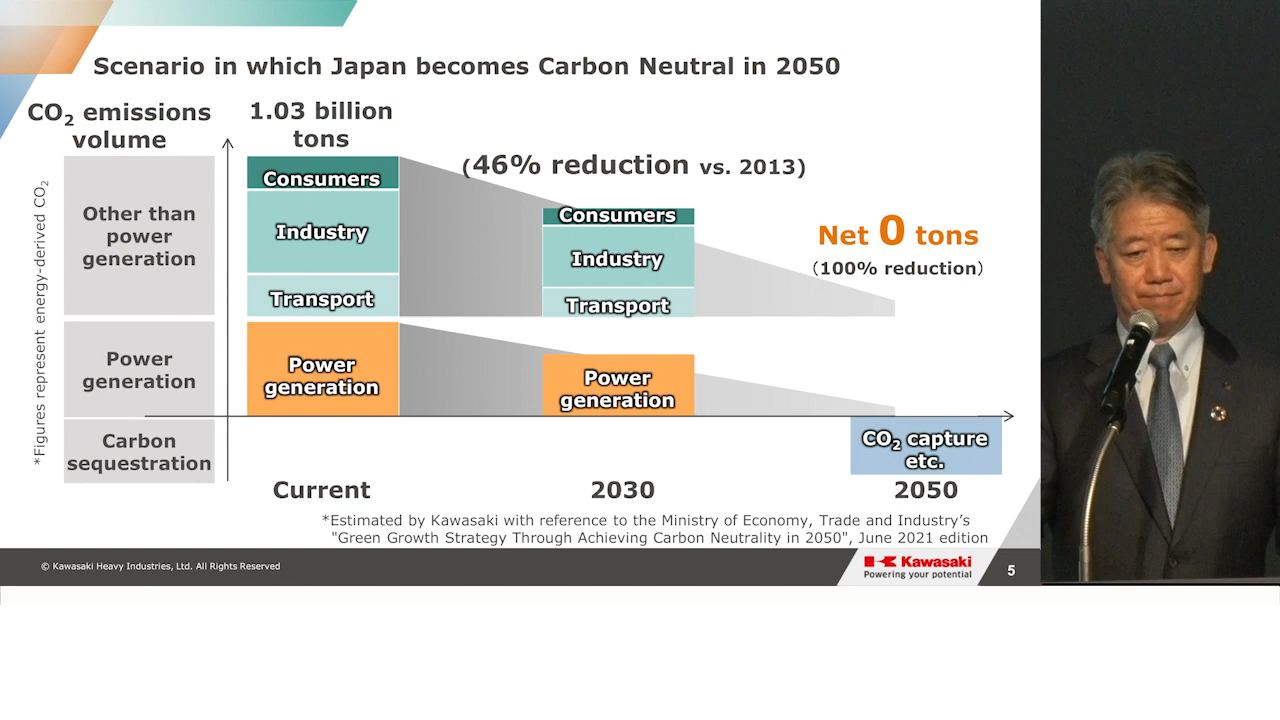 Scenario in which Japan becomes Carbon Neutral in 2050
CO₂ emissions
volume
1.03 billion
tons
(46% reduction vs. 2013)
*Figures represent energy-derived CO₂
Other than
power
generation
Power
generation
Carbon
sequestration
Consumers
Industry
Transport
Power
generation
Consumers
Industry
Transport
Power
generation
Net 0 tons
(100% reduction)
CO₂ capture
etc.
Current
2030
2050
*Estimated by Kawasaki with reference to the Ministry of Economy, Trade and Industry’s
"Green Growth Strategy Through Achieving Carbon Neutrality in 2050", June 2021 edition
© Kawasaki Heavy Industries, Ltd. All Rights Reserved
Kawasaki
Powering your potential
5